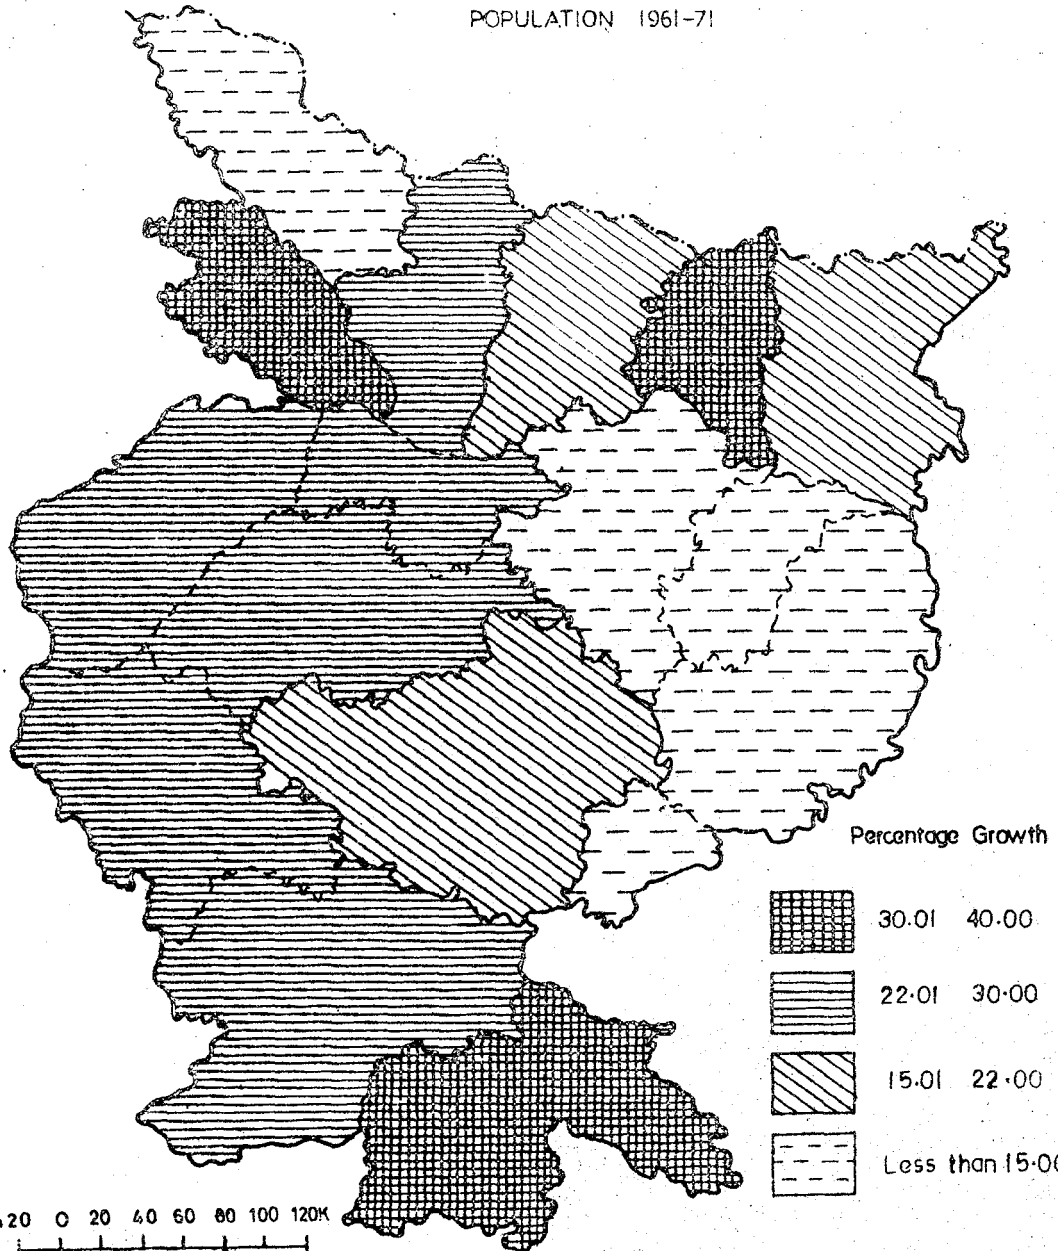 POPULATION 1961-71
Percentage Growth
30.01 40.00
22.01 30.00
15.01 22.00
Less than 15.00
20 0 20 40 60 80 100 120K